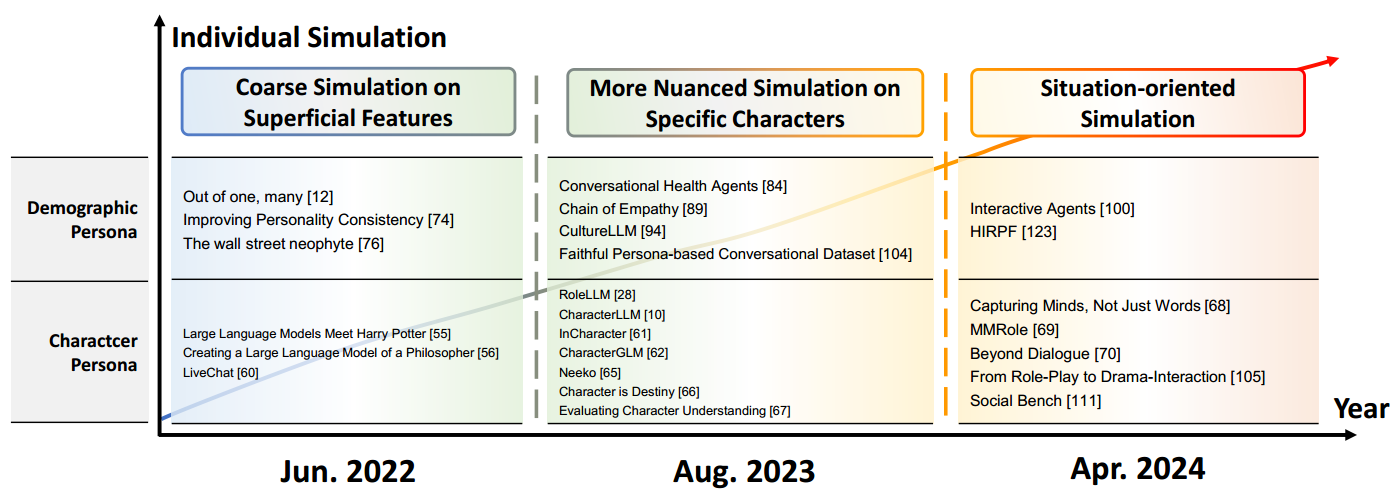 Individual Simulation
Coarse Simulation on
Superficial Features
More Nuanced Simulation on
Specific Characters
Situation-oriented
Simulation
Demographic
Persona
Out of one, many [12]
Improving Personality Consistency [74]
The wall street neophyte [76]
Conversational Health Agents [84]
Chain of Empathy [89]
CultureLLM [94]
Faithful Persona-based Conversational Dataset [104]
Interactive Agents [100]
HIRPF [123]
Charactcer
Persona
Large Language Models Meet Harry Potter [55]
Creating a Large Language Model of a Philosopher [56]
LiveChat [60]
RoleLLM [28]
CharacterLLM [10]
InCharacter [61]
CharacterGLM [62]
Neeko [65]
Character is Destiny [66]
Evaluating Character Understanding [67]
Capturing Minds, Not Just Words [68]
MMRole [69]
Beyond Dialogue [70]
From Role-Play to Drama-Interaction [105]
Social Bench [111]
Year
Jun. 2022
Aug. 2023
Apr. 2024